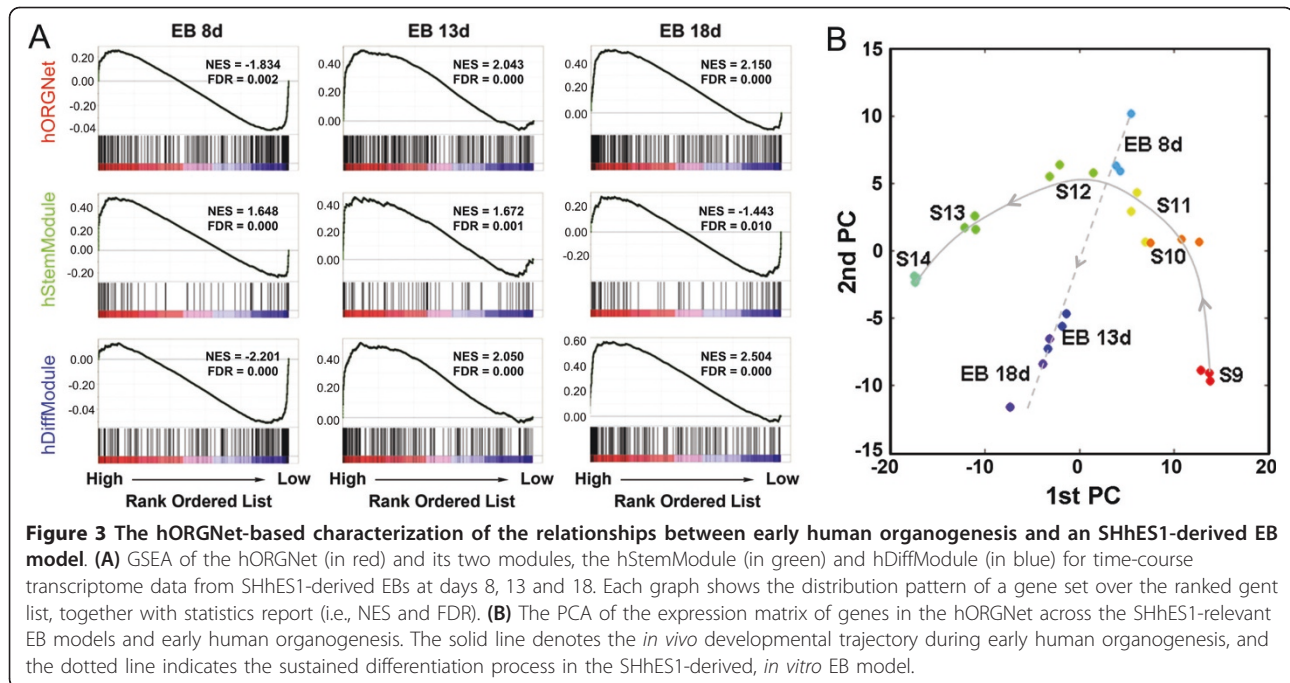 A
EB 8d
EB 13d
EB 18d
B
hORGNet
0.20
0.00
-0.20
-0.04
NES = -1.834
FDR = 0.002
0.40
0.20
0.00
NES = 2.043
FDR = 0.000
0.40
0.20
0.00
NES = 2.150
FDR = 0.000
hStemModule
0.40
0.20
0.00
-0.20
NES = 1.648
FDR = 0.000
0.40
0.20
0.00
NES = 1.672
FDR = 0.001
0.20
0.00
-0.20
NES = -1.443
FDR = 0.010
hDiffModule
0.00
-0.04
NES = -2.201
FDR = 0.000
0.40
0.20
0.00
NES = 2.050
FDR = 0.000
0.60
0.40
0.20
0.00
NES = 2.504
FDR = 0.000
High Low
Rank Ordered List
High Low
Rank Ordered List
High Low
Rank Ordered List
15
10
5
0
-5
-10
-15
2nd PC
EB 8d
S12
S11
S13
S10
S14
EB 13d
S9
EB 18d
-20 -10 0 10 20
1st PC
Figure 3 The hORGNet-based characterization of the relationships between early human organogenesis and an SHhES1-derived EB
model. (A) GSEA of the hORGNet (in red) and its two modules, the hStemModule (in green) and hDiffModule (in blue) for time-course
transcriptome data from SHhES1-derived EBs at days 8, 13 and 18. Each graph shows the distribution pattern of a gene set over the ranked gent
list, together with statistics report (i.e., NES and FDR). (B) The PCA of the expression matrix of genes in the hORGNet across the SHhES1-relevant
EB models and early human organogenesis. The solid line denotes the in vivo developmental trajectory during early human organogenesis, and
the dotted line indicates the sustained differentiation process in the SHhES1-derived, in vitro EB model.